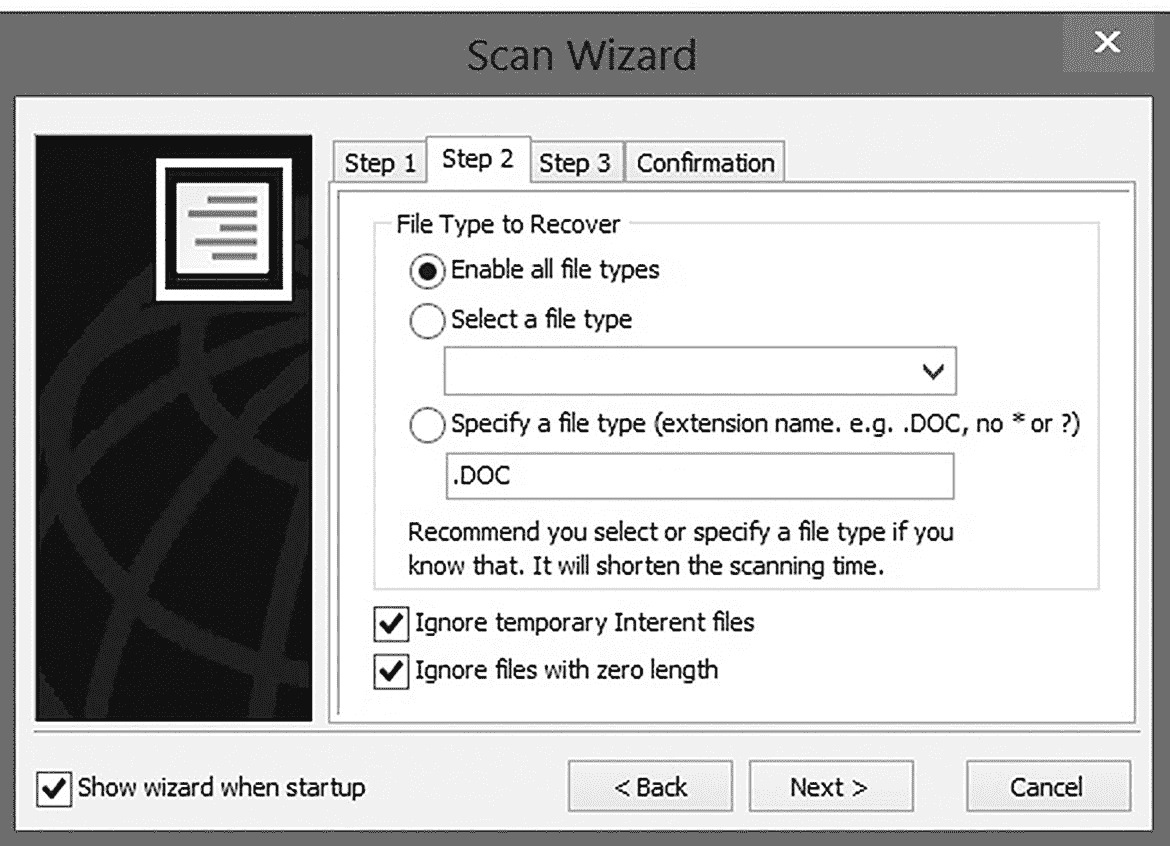 Scan Wizard
Step 1
Step 2
Step 3
Confirmation
File Type to Recover
Enable all file types
Select a file type
Specify a file type (extension name. e.g. .DOC, no * or ?)
.DOC
Recommend you select or specify a file type if you
know that. It will shorten the scanning time.
Ignore temporary Interent files
Ignore files with zero length
Show wizard when startup
< Back
Next >
Cancel